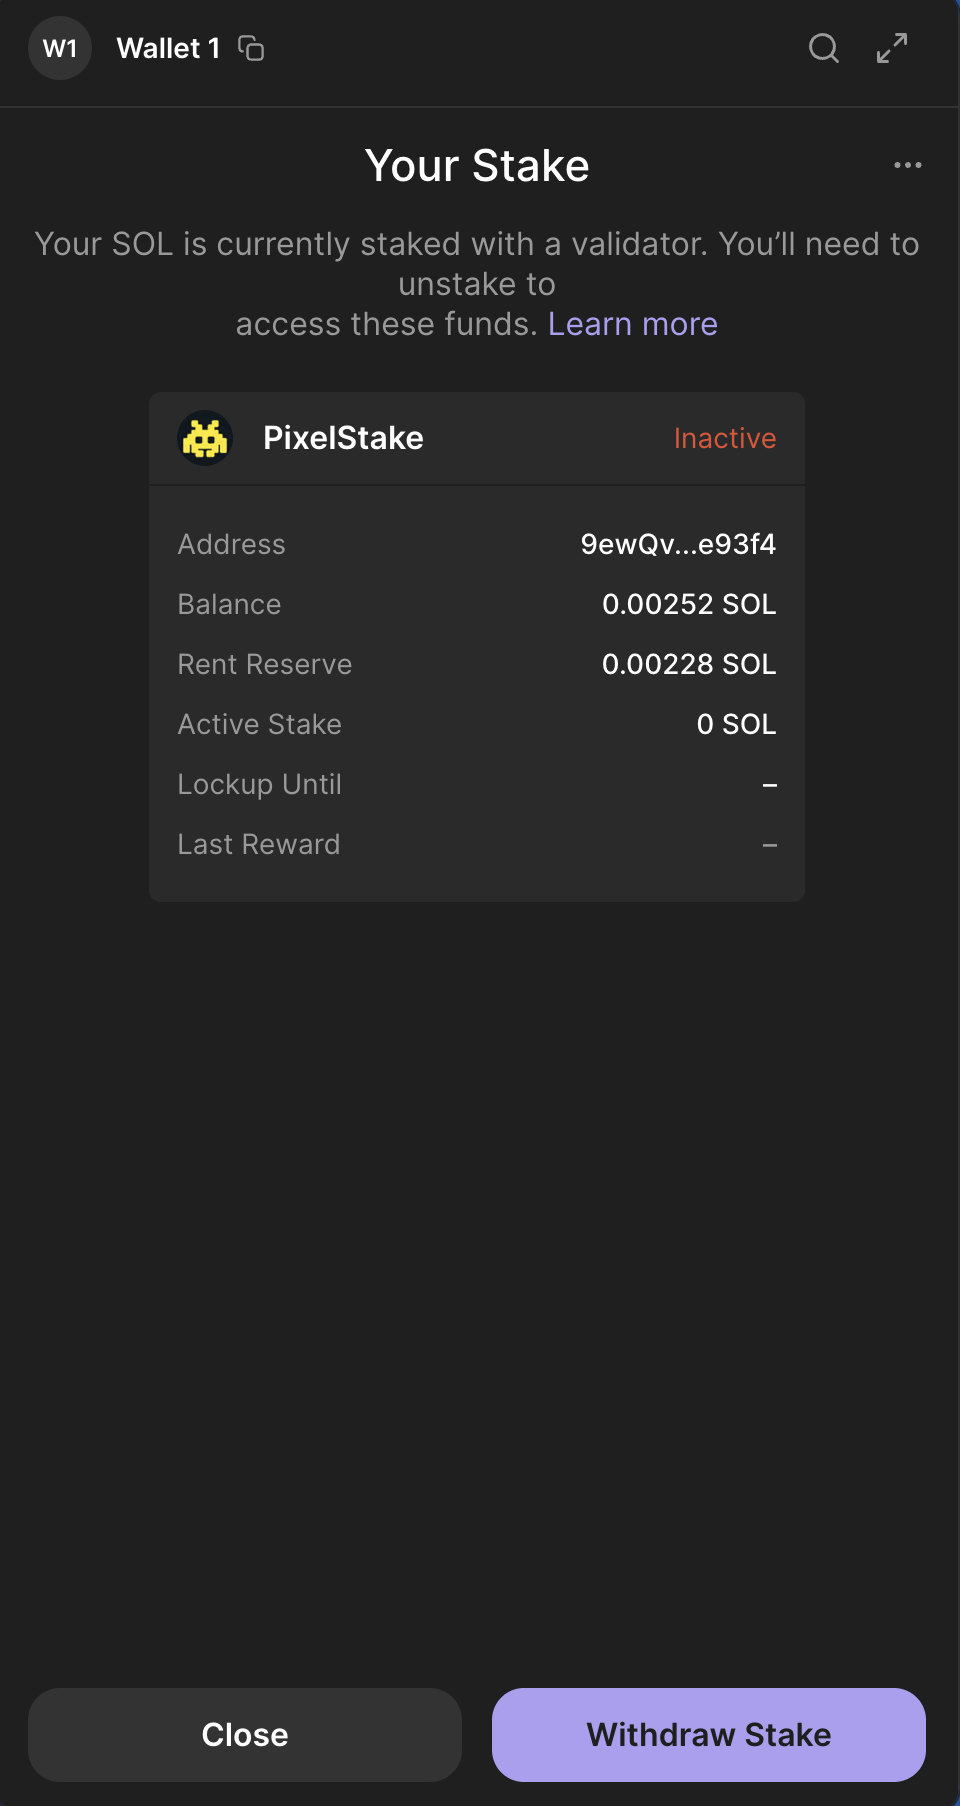 W1 Wallet 1
Your Stake
Your SOL is currently staked with a validator. You’ll need to
unstake to
access these funds. Learn more
PixelStake Inactive
Address 9ewQv...e93f4
Balance 0.00252 SOL
Rent Reserve 0.00228 SOL
Active Stake 0 SOL
Lockup Until –
Last Reward –
Close Withdraw Stake